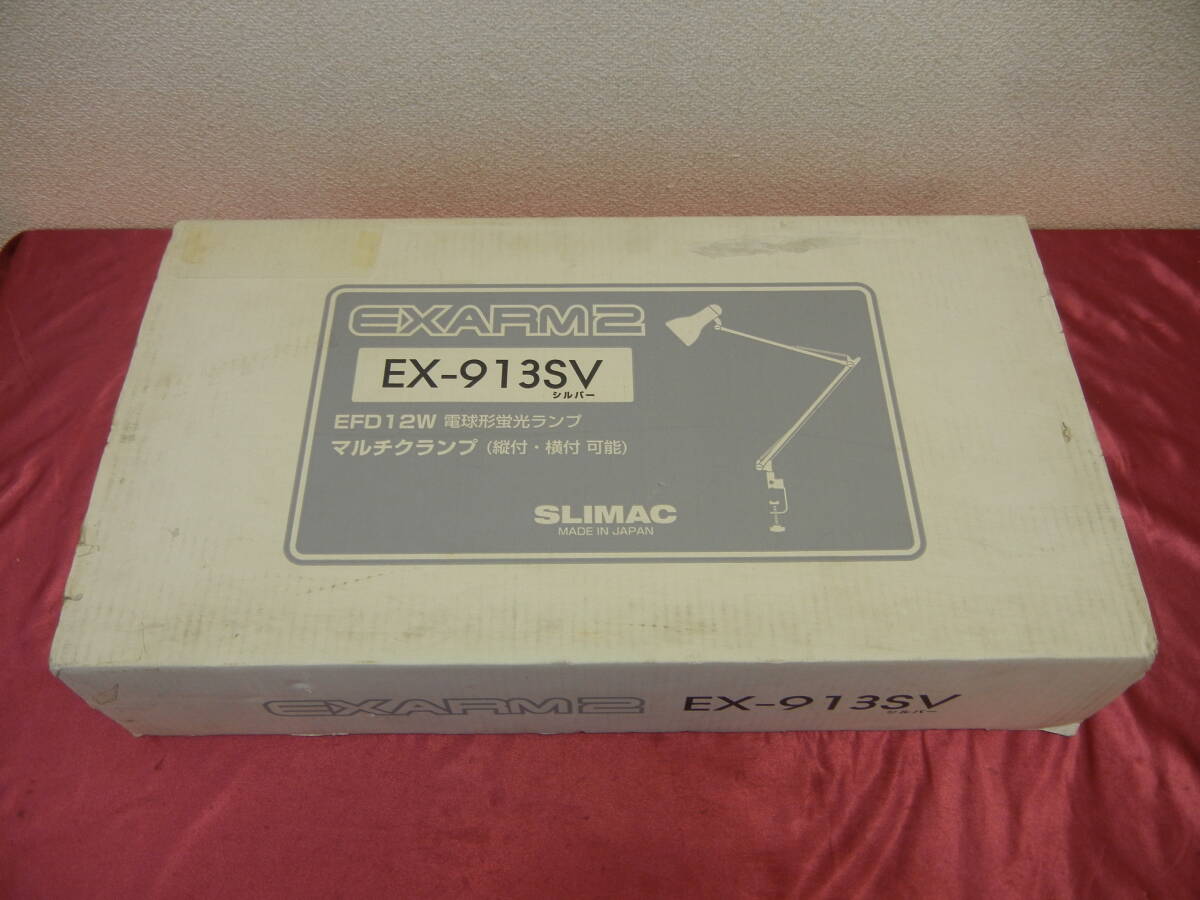 EXARM2
EX-913SV
シルバー
EFD12W 電球形蛍光ランプ
マルチクランプ (縦付・横付 可能)
SLIMAC
MADE IN JAPAN
EXARM2 EX-913SV
シルバー